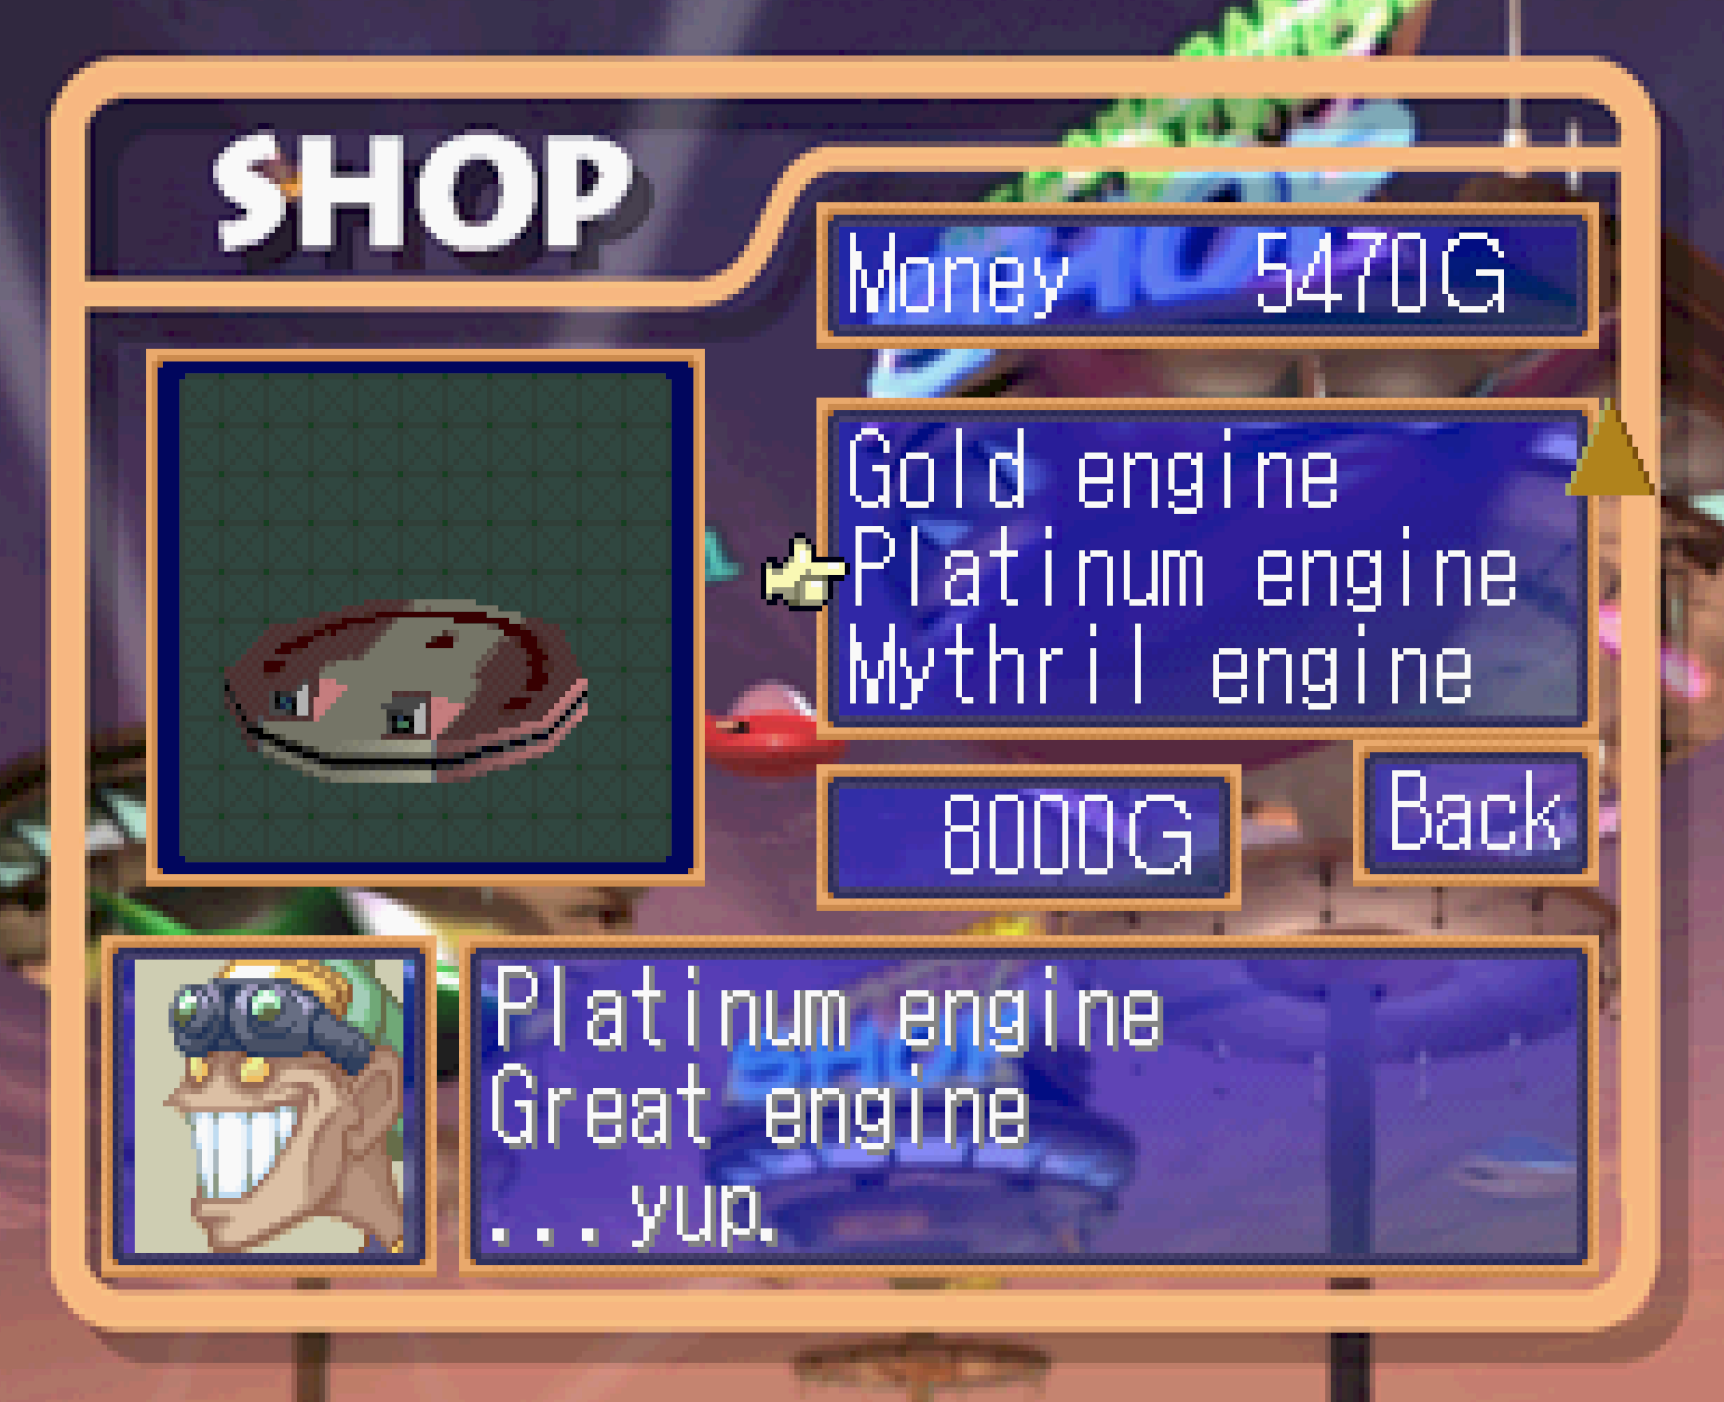 SHOP
Money 5470G
Gold engine
Platinum engine
Mythril engine
8000G
Back
Platinum engine
Great engine
...yup.